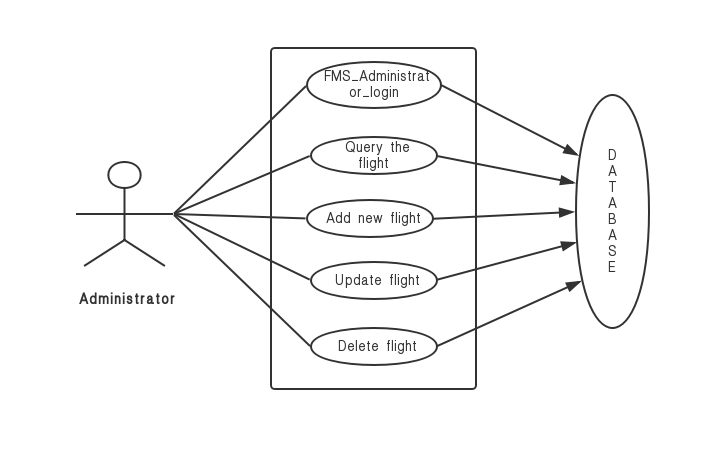 FMS_Administrat
or_login
Query the
flight
Add new flight
Update flight
Delete flight
Administrator
D
A
T
A
B
A
S
E